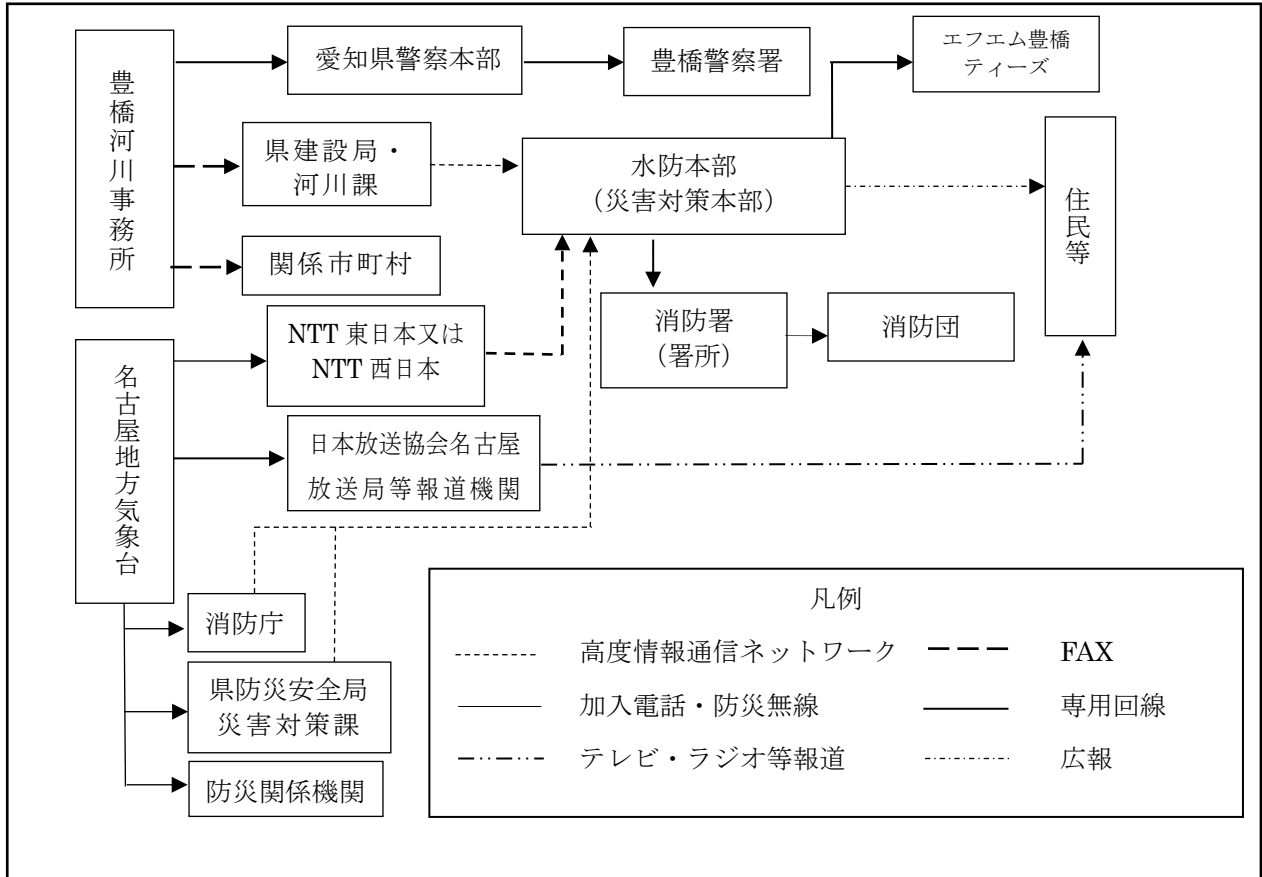 豊橋河川事務所
愛知県警察本部
豊橋警察署
エフエム豊橋
ティーズ
県建設局・
河川課
水防本部
（災害対策本部）
住民等
関係市町村
名古屋地方気象台
NTT 東日本又は
NTT 西日本
消防署
（署所）
消防団
日本放送協会名古屋
放送局等報道機関
消防庁
県防災安全局
災害対策課
防災関係機関
凡例
高度情報通信ネットワーク
FAX
加入電話・防災無線
専用回線
テレビ・ラジオ等報道
広報